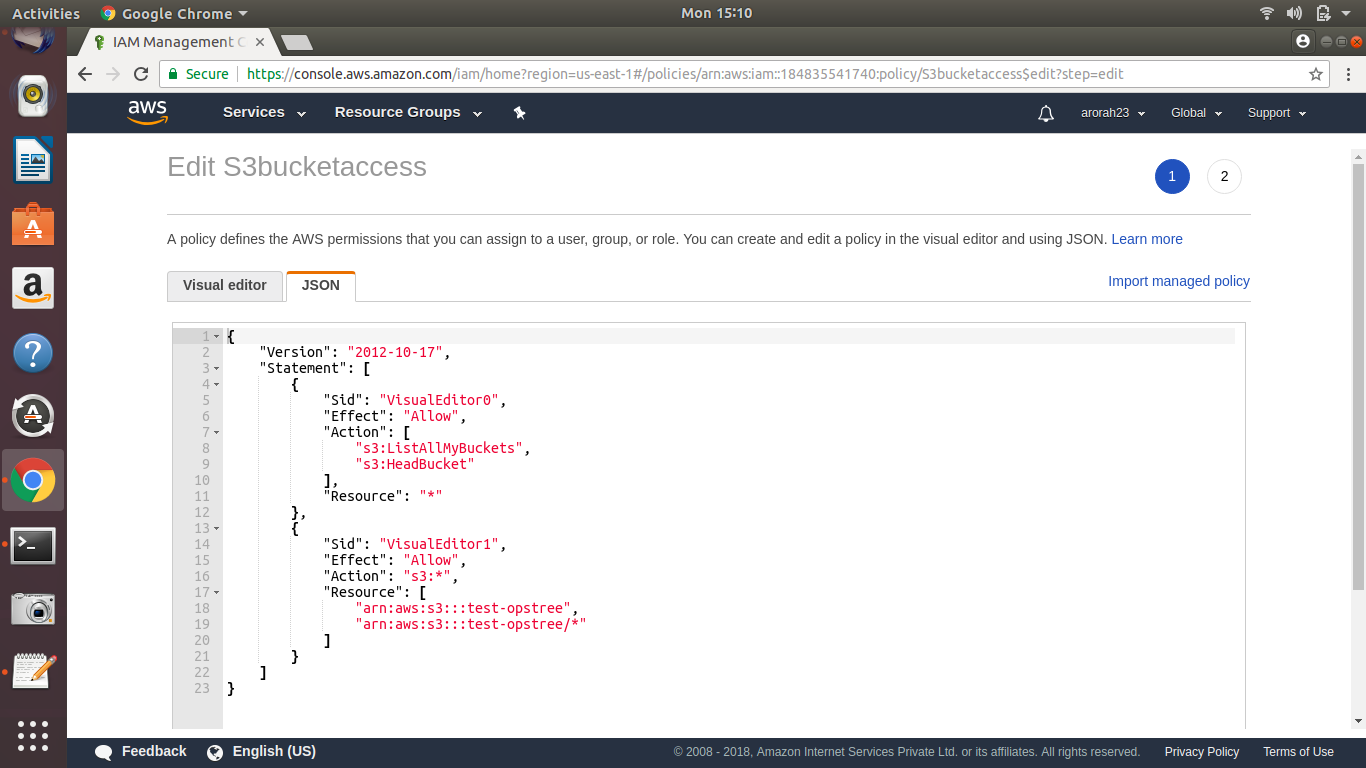 Activities Google Chrome Mon 15:10
IAM Management C
Secure https://console.aws.amazon.com/iam/home?region=us-east-1#/policies/arn:aws:iam::184835541740:policy/S3bucketaccess$edit?step=edit
aws Services Resource Groups arorah23 Global Support
Edit S3bucketaccess
1 2
A policy defines the AWS permissions that you can assign to a user, group, or role. You can create and edit a policy in the visual editor and using JSON. Learn more
Visual editor JSON Import managed policy
1 {
2 "Version": "2012-10-17",
3 "Statement": [
4 {
5 "Sid": "VisualEditor0",
6 "Effect": "Allow",
7 "Action": [
8 "s3:ListAllMyBuckets",
9 "s3:HeadBucket"
10 ],
11 "Resource": "*"
12 },
13 {
14 "Sid": "VisualEditor1",
15 "Effect": "Allow",
16 "Action": "s3:*",
17 "Resource": [
18 "arn:aws:s3:::test-opstree",
19 "arn:aws:s3:::test-opstree/*"
20 ]
21 }
22 ]
23 }
Feedback English (US) © 2008 - 2018, Amazon Internet Services Private Ltd. or its affiliates. All rights reserved. Privacy Policy Terms of Use